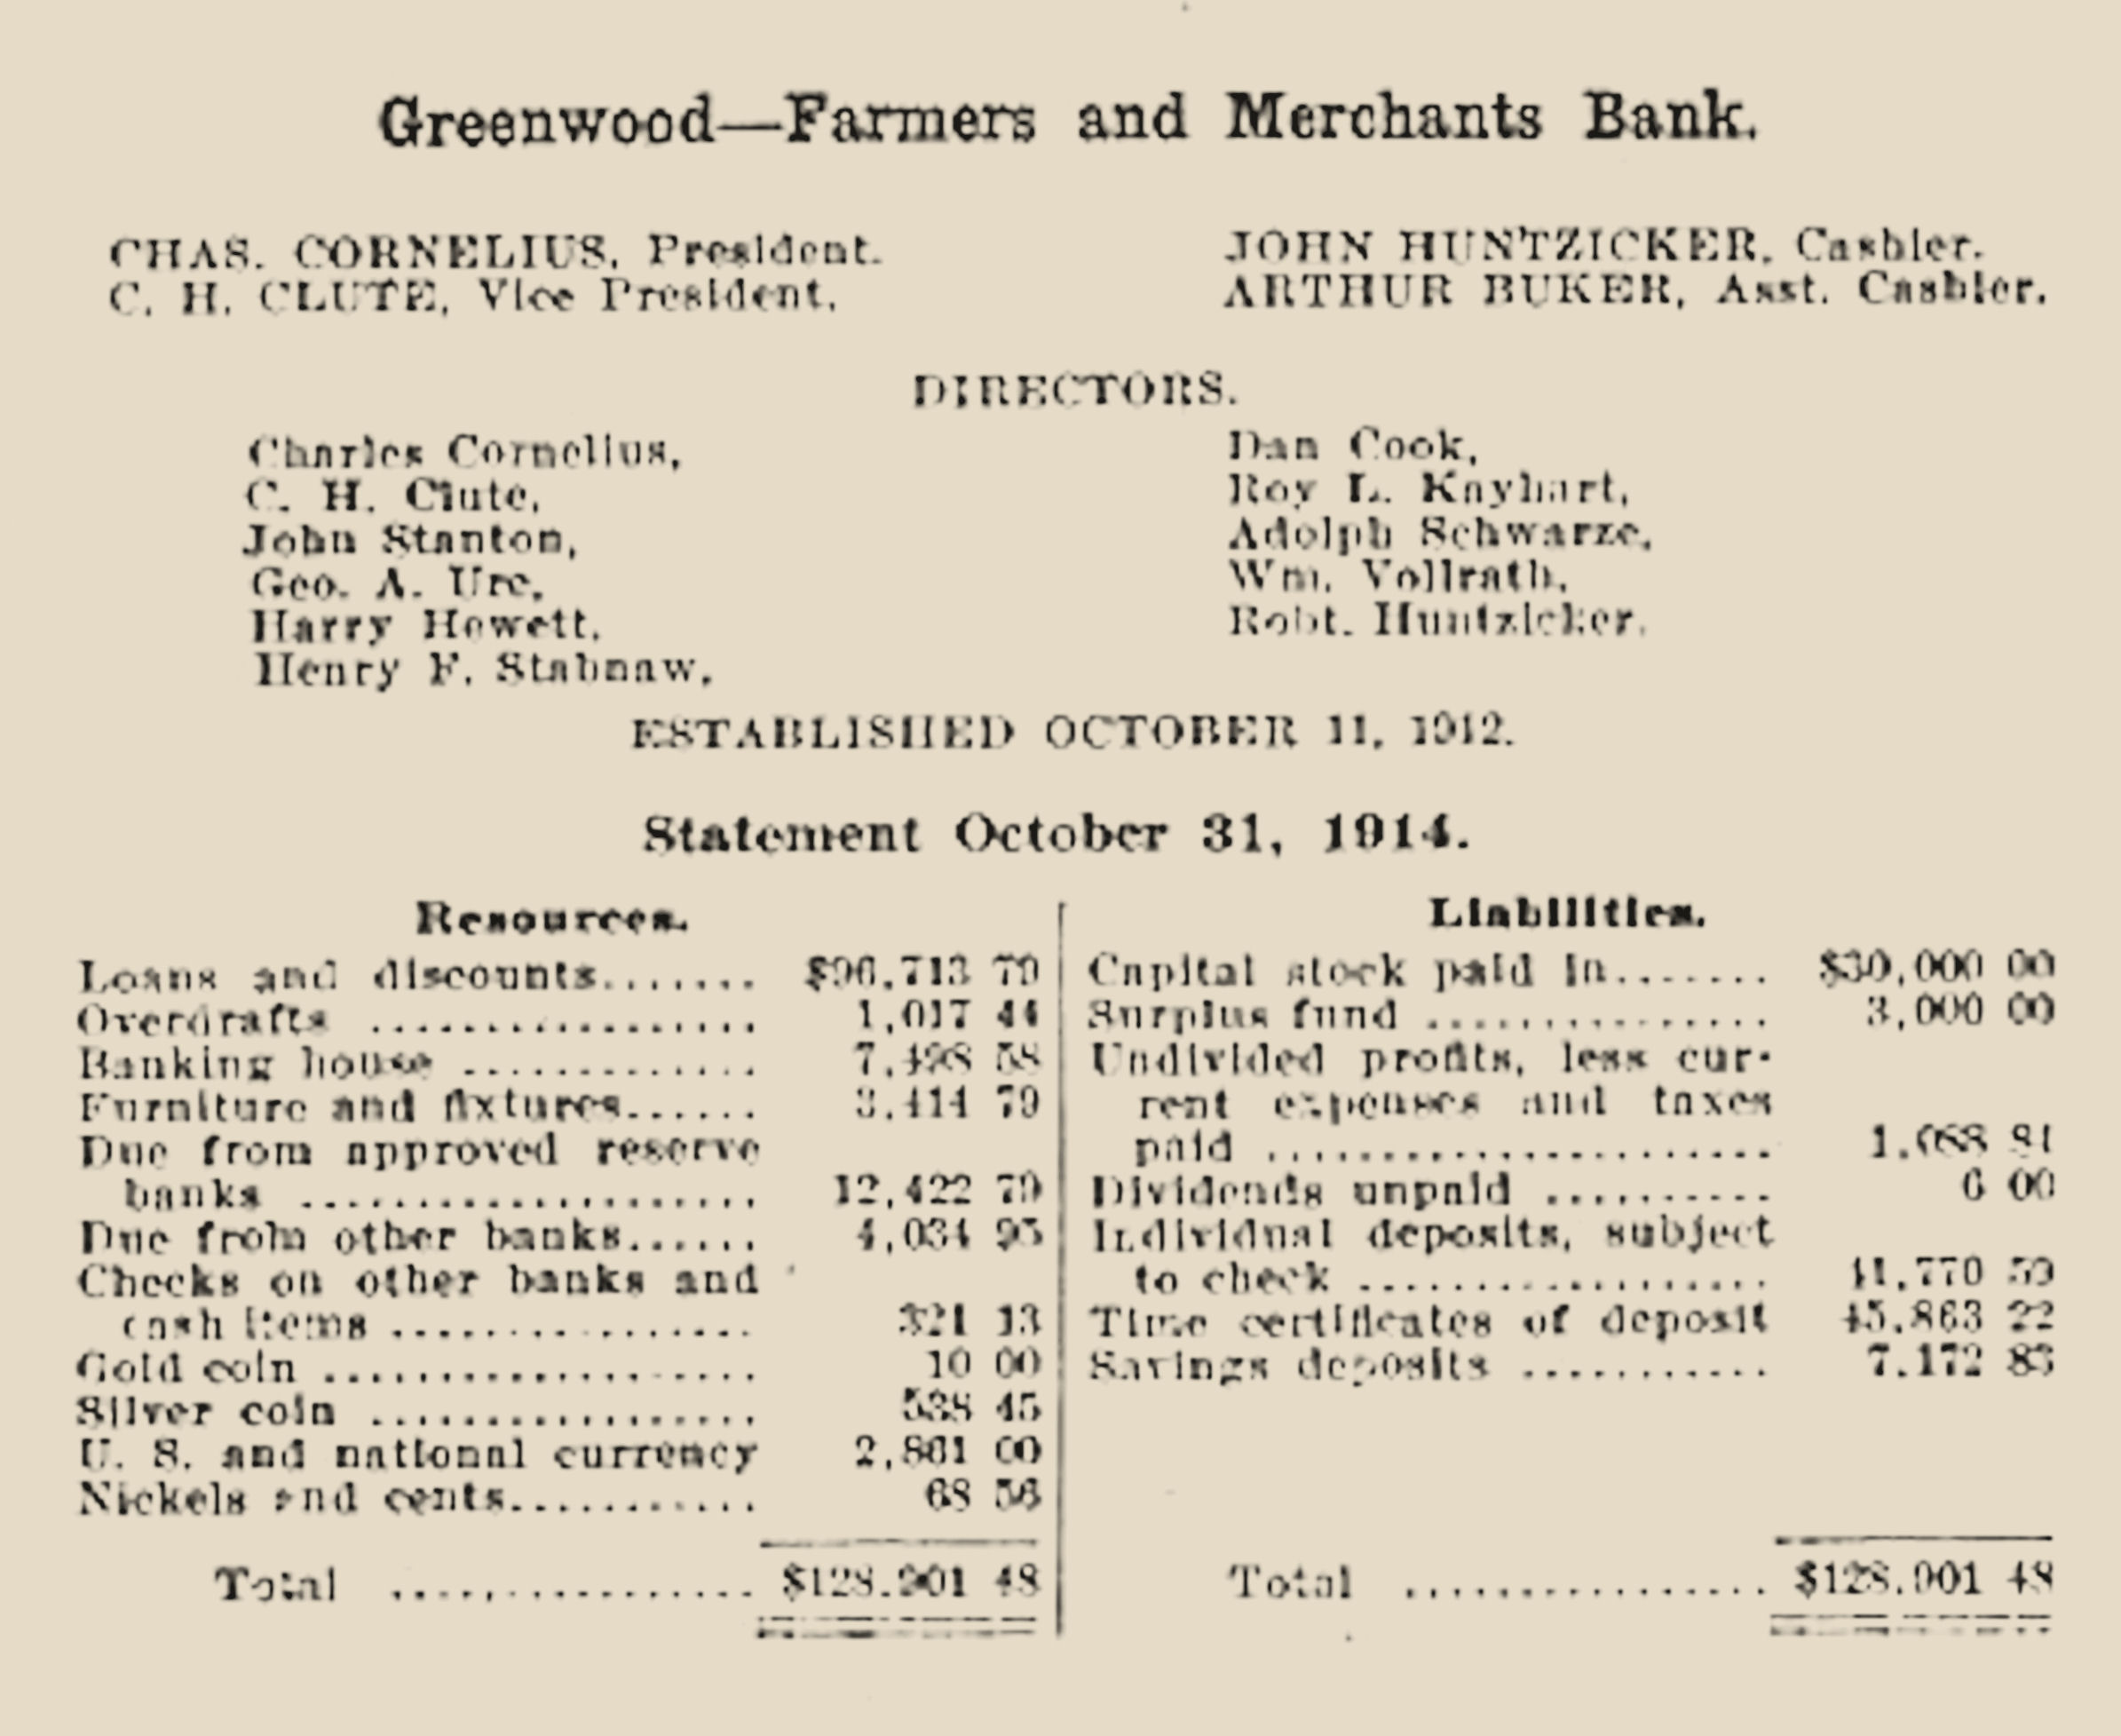 Greenwood—Farmers and Merchants Bank.
CHAS. CORNELIUS, President.
C. H. CLUTE, Vice President.
JOHN HUNTZICKER, Cashier.
ARTHUR BUKER, Asst. Cashier.
DIRECTORS.
Charles Cornelius,
C. H. Clute,
John Stanton,
Geo. A. Ure,
Harry Howett,
Henry F. Stabnaw,
Dan Cook,
Roy L. Kayhart,
Adolph Schwarze,
Wm. Vollrath,
Robt. Huntzicker.
ESTABLISHED OCTOBER 11, 1912.
Statement October 31, 1914.
Resources.
Loans and discounts....... $96,713 79
Overdrafts ................. 1,017 44
Banking house ............. 7,498 58
Furniture and fixtures...... 3,414 79
Due from approved reserve
banks .................... 12,422 79
Due from other banks...... 4,034 95
Checks on other banks and
cash items ................ 321 13
Gold coin ................... 10 00
Silver coin ................. 538 45
U. S. and national currency 2,861 00
Nickels and cents........... 68 56
Total ................ $128,901 48
Liabilities.
Capital stock paid in....... $30,000 00
Surplus fund ............... 3,000 00
Undivided profits, less cur-
rent expenses and taxes
paid ...................... 1,088 84
Dividends unpaid .......... 6 00
Individual deposits, subject
to check .................. 41,770 59
Time certificates of deposit 45,863 22
Savings deposits ........... 7,172 83
Total ................ $128,901 48